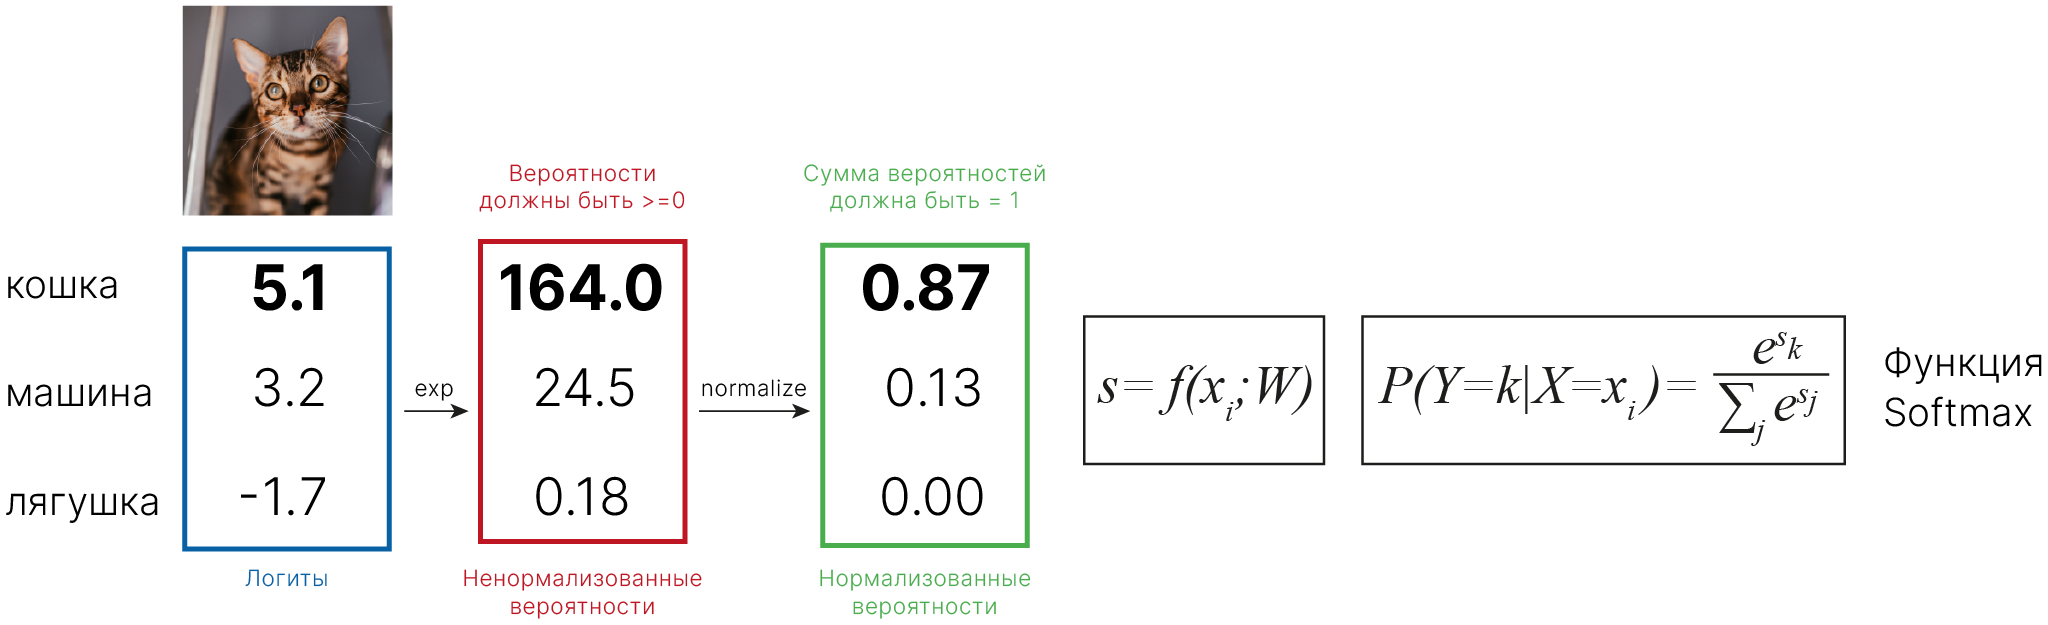 Вероятности
должны быть >=0
Сумма вероятностей
должна быть = 1
кошка 5.1 164.0 0.87
машина 3.2 exp 24.5 normalize 0.13
лягушка -1.7 0.18 0.00
s=f(x_i;W)
P(Y=k|X=x_i)= e^{s_k} / ∑_j e^{s_j}
Функция
Softmax
Логиты
Ненормализованные
вероятности
Нормализованные
вероятности